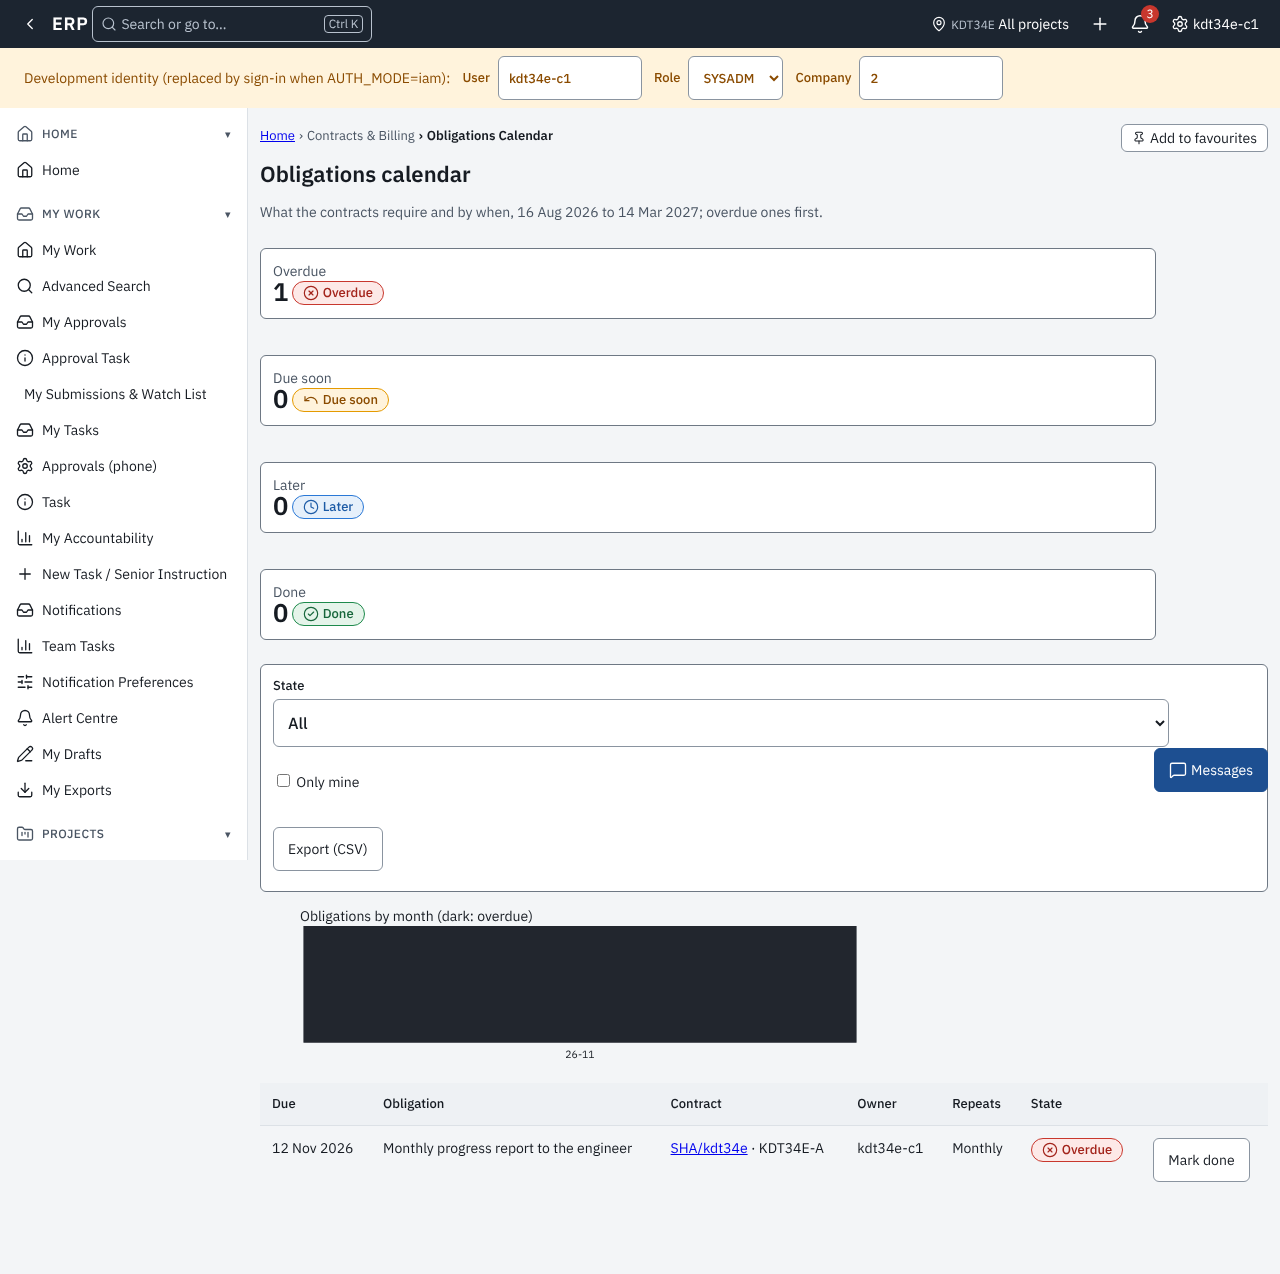 ERP Search or go to... Ctrl K KDT34E All projects 3 kdt34e-c1
Development identity (replaced by sign-in when AUTH_MODE=iam): User kdt34e-c1 Role SYSADM Company 2
HOME
Home
MY WORK
My Work
Advanced Search
My Approvals
Approval Task
My Submissions & Watch List
My Tasks
Approvals (phone)
Task
My Accountability
New Task / Senior Instruction
Notifications
Team Tasks
Notification Preferences
Alert Centre
My Drafts
My Exports
PROJECTS
Home › Contracts & Billing › Obligations Calendar
Add to favourites
Obligations calendar
What the contracts require and by when, 16 Aug 2026 to 14 Mar 2027; overdue ones first.
Overdue
1 Overdue
Due soon
0 Due soon
Later
0 Later
Done
0 Done
State
All
Only mine
Messages
Export (CSV)
Obligations by month (dark: overdue)
26-11
Due Obligation Contract Owner Repeats State
12 Nov 2026 Monthly progress report to the engineer SHA/kdt34e · KDT34E-A kdt34e-c1 Monthly Overdue Mark done